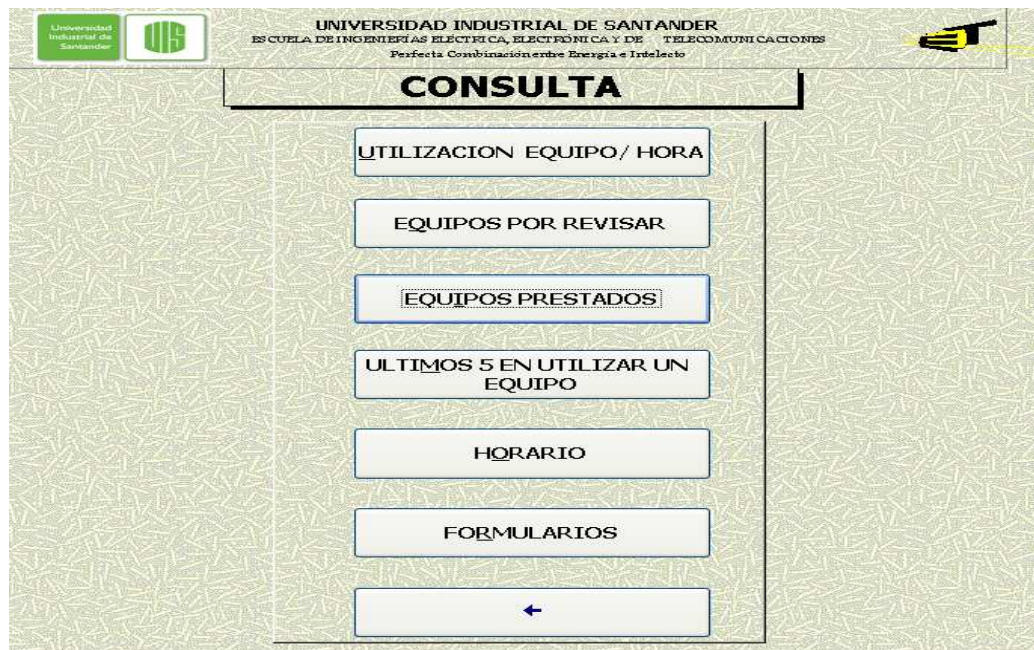 Universidad
Industrial de
Santander
UIS
UNIVERSIDAD INDUSTRIAL DE SANTANDER
ESCUELA DE INGENIERÍAS ELÉCTRICA, ELECTRÓNICA Y DE TELECOMUNICACIONES
Perfecta Combinación entre Energía e Intelecto
CONSULTA
UTILIZACION EQUIPO/ HORA
EQUIPOS POR REVISAR
EQUIPOS PRESTADOS
ULTIMOS 5 EN UTILIZAR UN
EQUIPO
HORARIO
FORMULARIOS